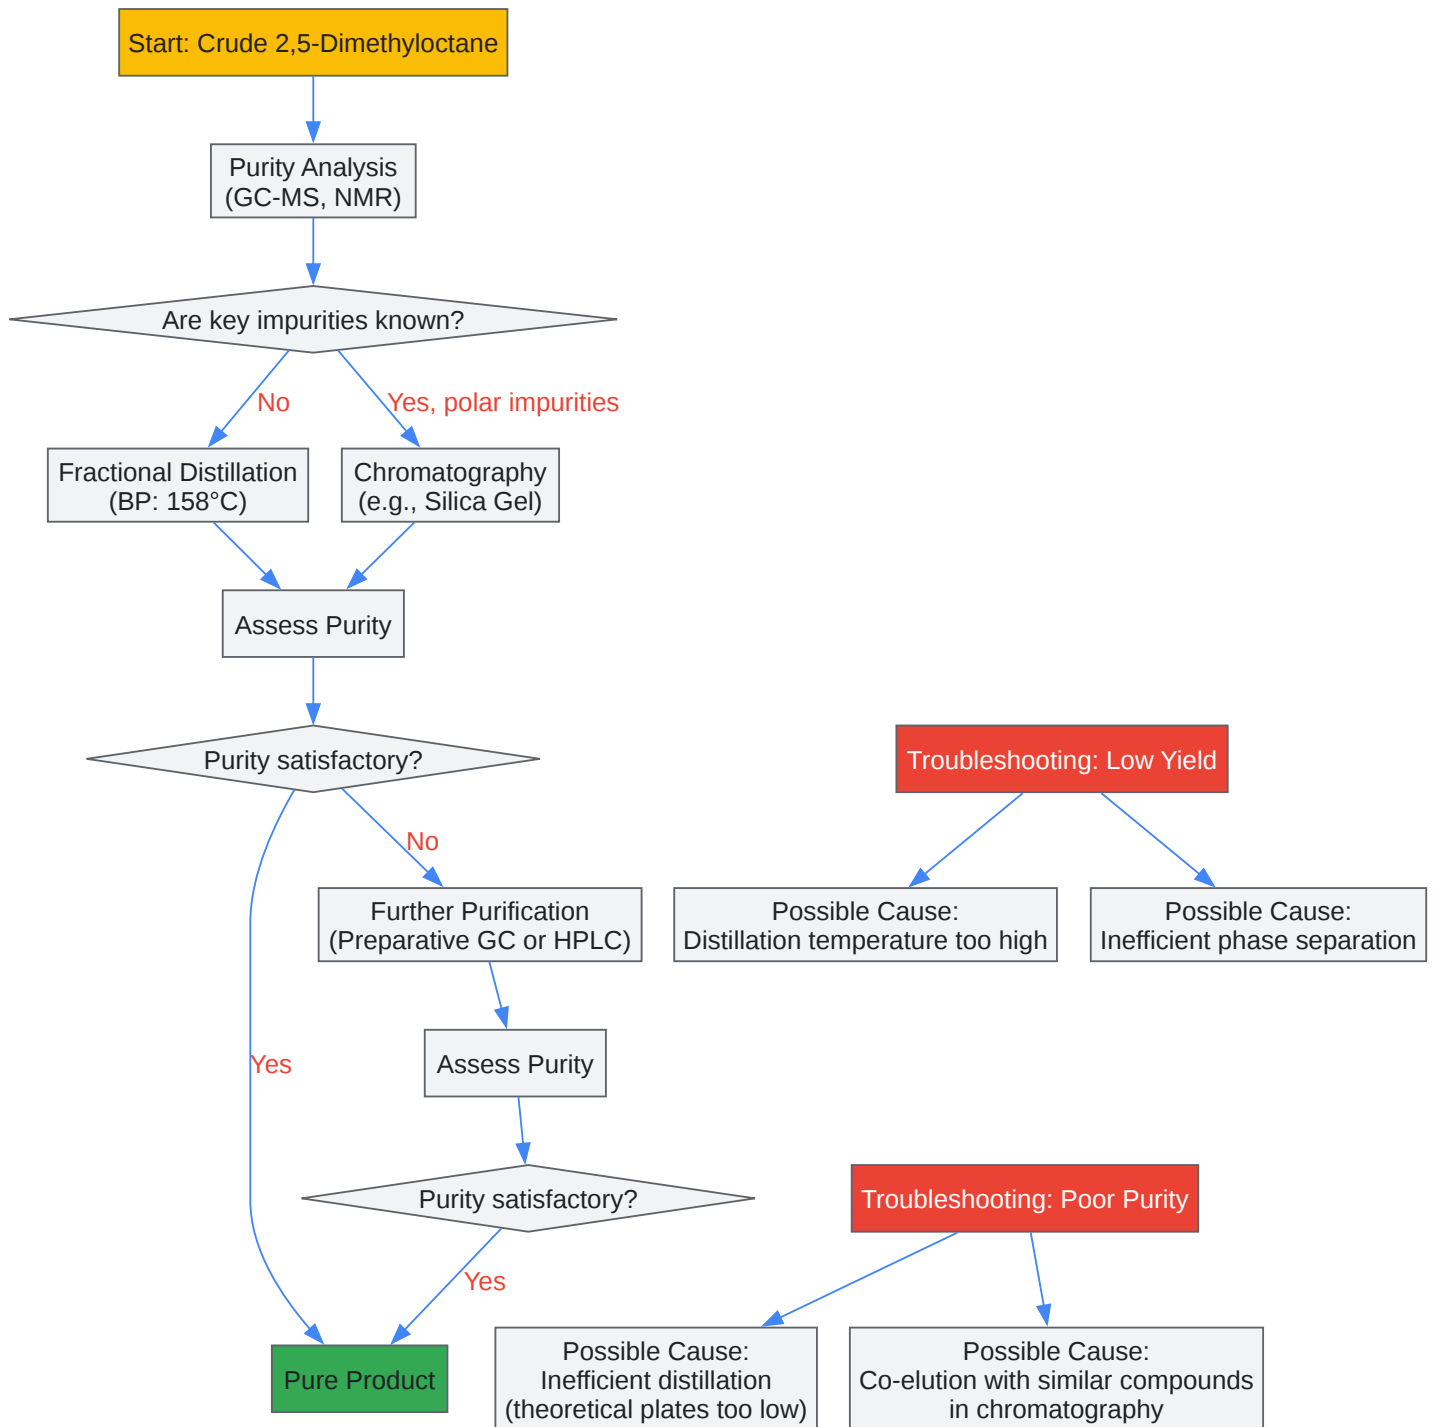 Start: Crude 2,5-Dimethyloctane
Purity Analysis
(GC-MS, NMR)
Are key impurities known?
No
Yes, polar impurities
Fractional Distillation
(BP: 158°C)
Chromatography
(e.g., Silica Gel)
Assess Purity
Purity satisfactory?
Troubleshooting: Low Yield
No
Further Purification
(Preparative GC or HPLC)
Possible Cause:
Distillation temperature too high
Possible Cause:
Inefficient phase separation
Yes
Assess Purity
Purity satisfactory?
Troubleshooting: Poor Purity
Yes
Pure Product
Possible Cause:
Inefficient distillation
(theoretical plates too low)
Possible Cause:
Co-elution with similar compounds
in chromatography